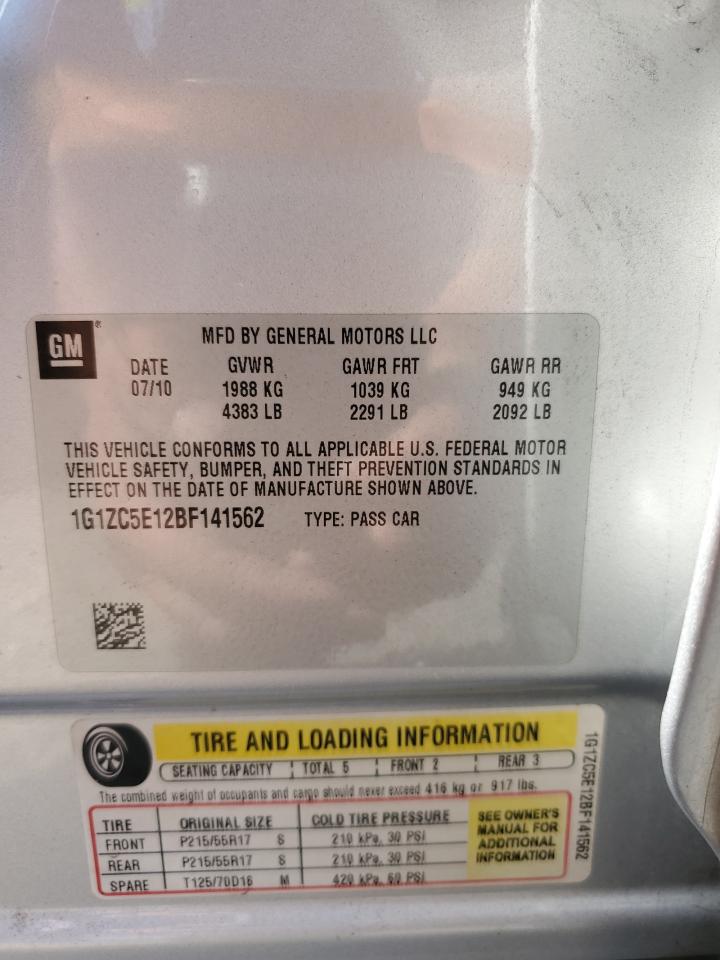 GM ®
MFD BY GENERAL MOTORS LLC
DATE GVWR GAWR FRT GAWR RR
07/10 1988 KG 1039 KG 949 KG
4383 LB 2291 LB 2092 LB
THIS VEHICLE CONFORMS TO ALL APPLICABLE U.S. FEDERAL MOTOR
VEHICLE SAFETY, BUMPER, AND THEFT PREVENTION STANDARDS IN
EFFECT ON THE DATE OF MANUFACTURE SHOWN ABOVE.
1G1ZC5E12BF141562 TYPE: PASS CAR
TIRE AND LOADING INFORMATION
SEATING CAPACITY TOTAL 5 FRONT 2 REAR 3
The combined weight of occupants and cargo should never exceed 416 kg or 917 lbs.
TIRE ORIGINAL SIZE COLD TIRE PRESSURE
FRONT P215/55R17 S 210 kPa, 30 PSI
REAR P215/55R17 S 210 kPa, 30 PSI
SPARE T125/70D16 M 420 kPa, 60 PSI
SEE OWNER'S
MANUAL FOR
ADDITIONAL
INFORMATION
1G1ZC5E12BF141562